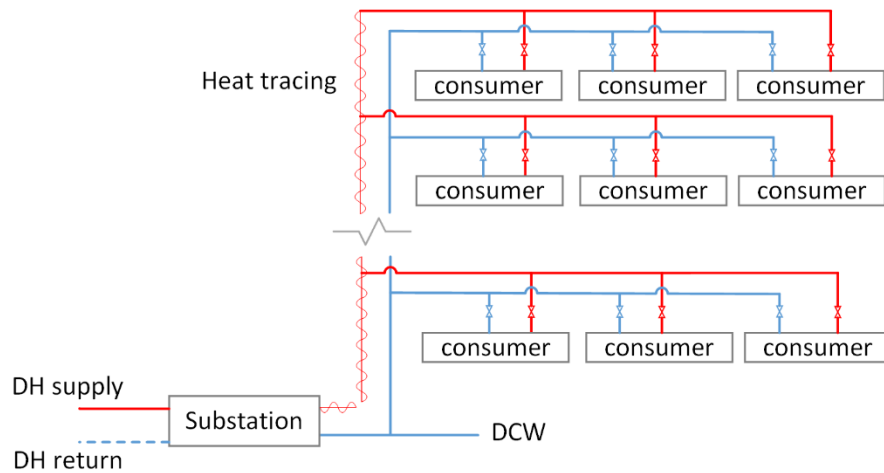 Heat tracing
consumer
consumer
consumer
consumer
consumer
consumer
consumer
consumer
consumer
DH supply
Substation
DCW
DH return